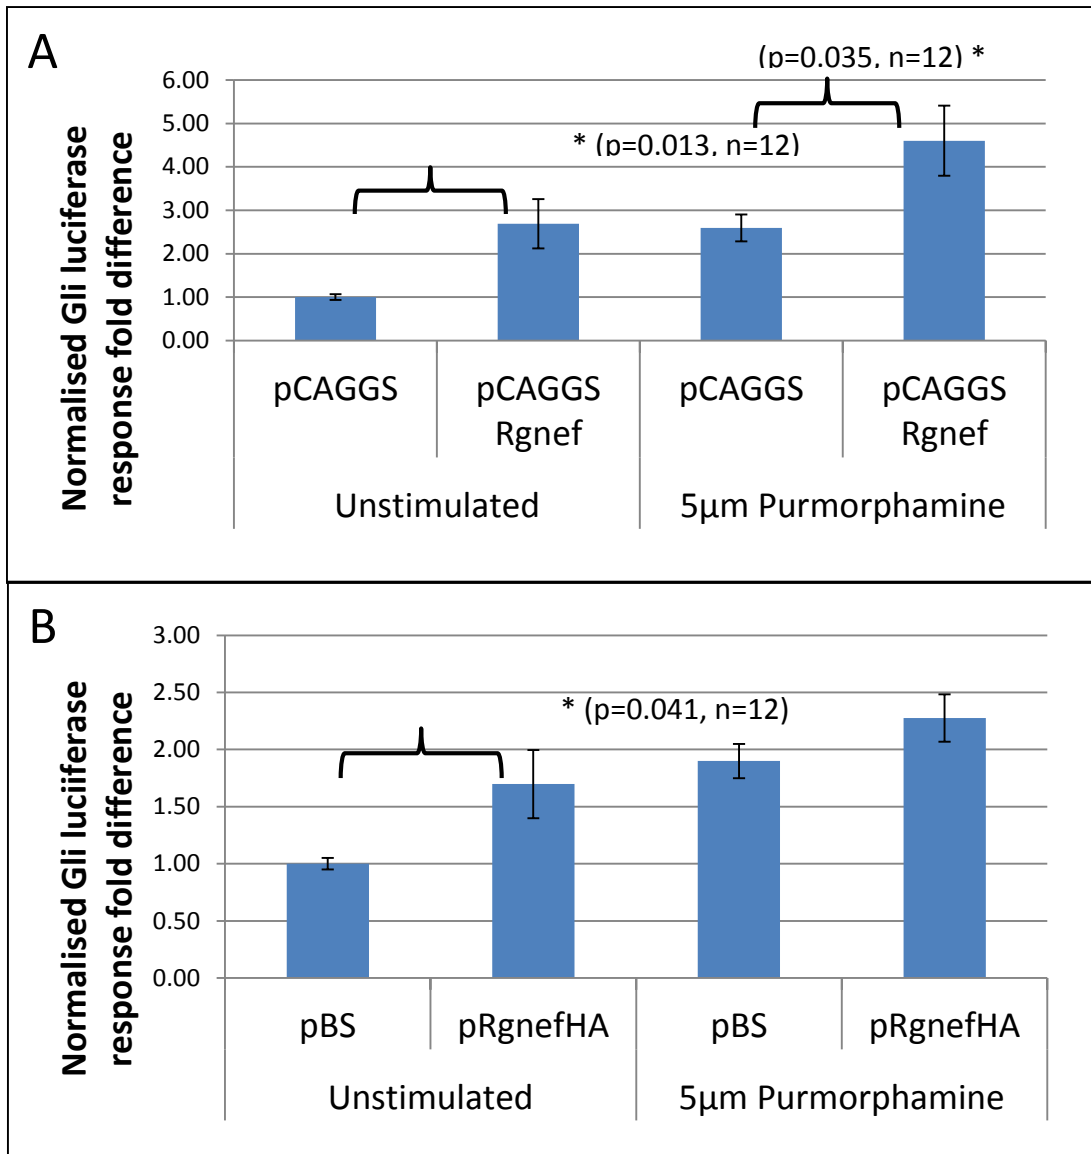 A
(p=0.035, n=12) *
* (p=0.013, n=12)
Normalised Gli luciferase
response fold difference
6.00
5.00
4.00
3.00
2.00
1.00
0.00
pCAGGS
pCAGGS
Rgnef
pCAGGS
pCAGGS
Rgnef
Unstimulated
5µm Purmorphamine
B
* (p=0.041, n=12)
Normalised Gli luciiferase
response fold difference
3.00
2.50
2.00
1.50
1.00
0.50
0.00
pBS
pRgnefHA
pBS
pRgnefHA
Unstimulated
5µm Purmorphamine